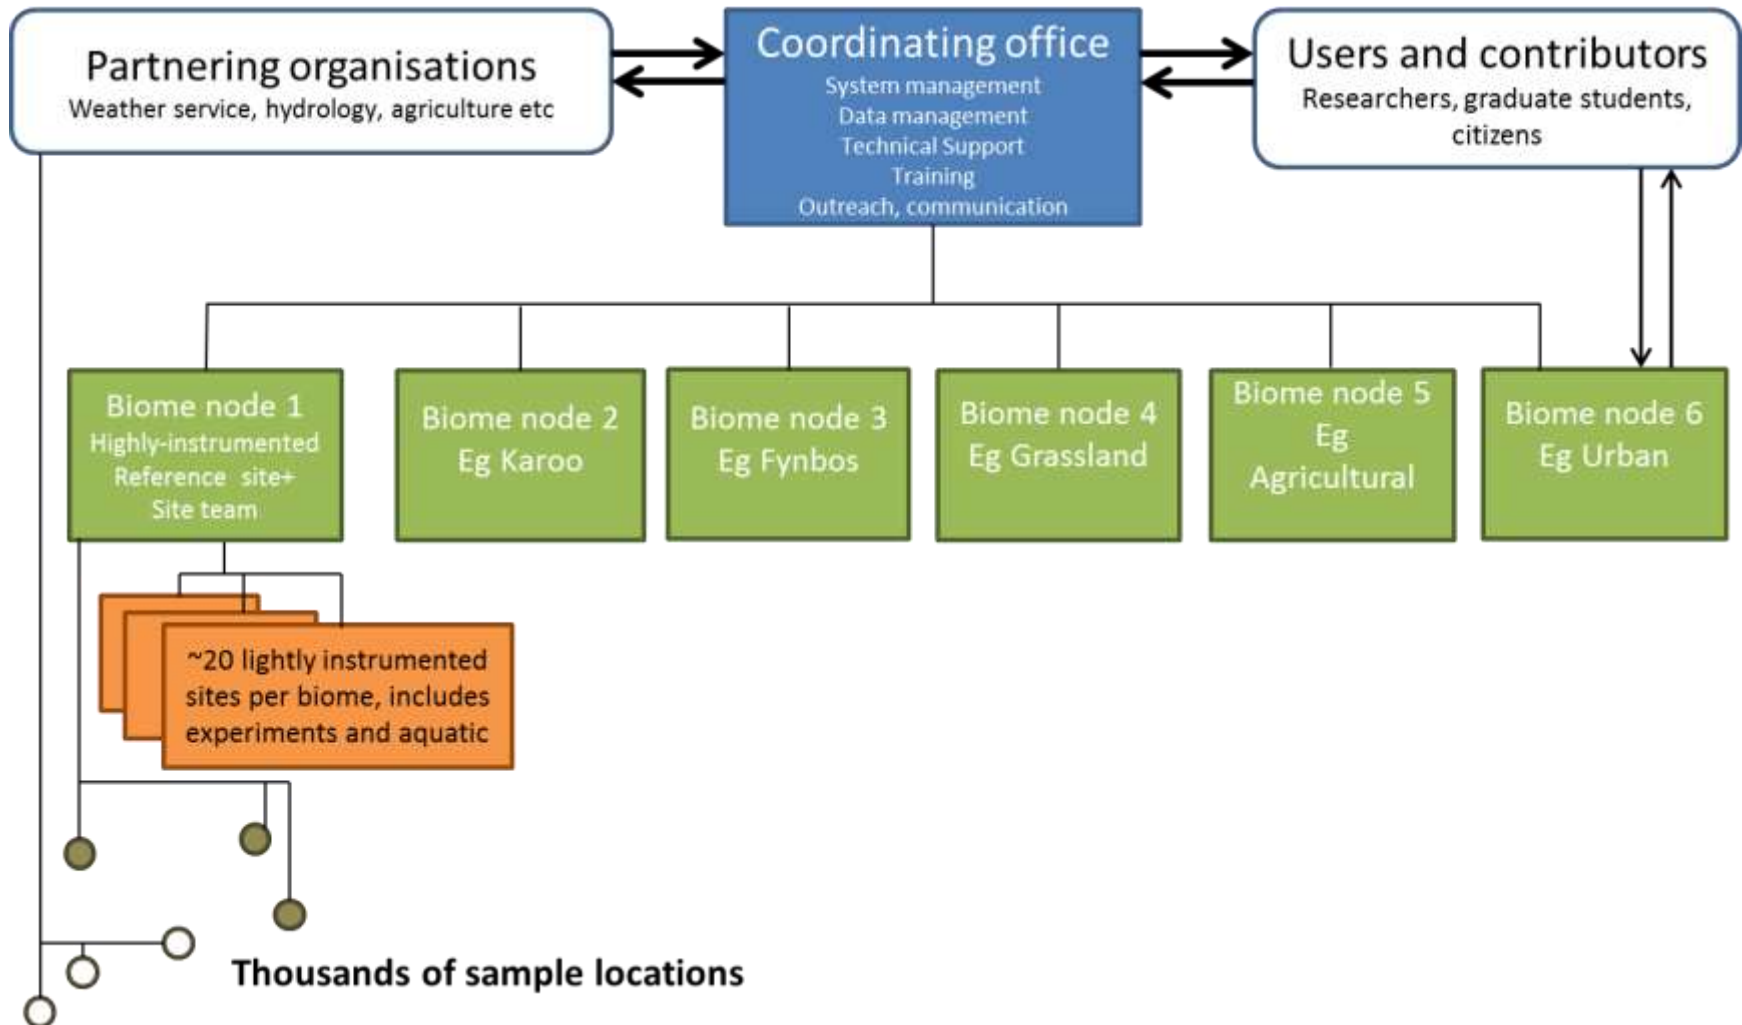 Partnering organisations
Weather service, hydrology, agriculture etc
Coordinating office
System management
Data management
Technical Support
Training
Outreach, communication
Users and contributors
Researchers, graduate students,
citizens
Biome node 1
Highly-instrumented
Reference site+
Site team
Biome node 2
Eg Karoo
Biome node 3
Eg Fynbos
Biome node 4
Eg Grassland
Biome node 5
Eg
Agricultural
Biome node 6
Eg Urban
~20 lightly instrumented
sites per biome, includes
experiments and aquatic
Thousands of sample locations